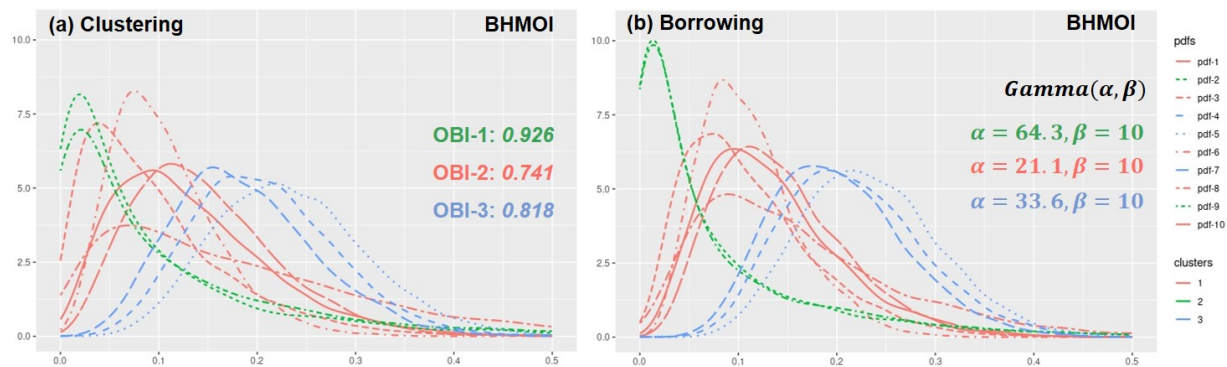 (a) Clustering BHMOI
10.0
7.5
5.0
2.5
0.0
0.0 0.1 0.2 0.3 0.4 0.5
OBI-1: 0.926
OBI-2: 0.741
OBI-3: 0.818
(b) Borrowing BHMOI
10.0
7.5
5.0
2.5
0.0
0.0 0.1 0.2 0.3 0.4 0.5
Gamma(α, β)
α = 64.3, β = 10
α = 21.1, β = 10
α = 33.6, β = 10
pdfs
pdf-1
pdf-2
pdf-3
pdf-4
pdf-5
pdf-6
pdf-7
pdf-8
pdf-9
pdf-10
clusters
1
2
3